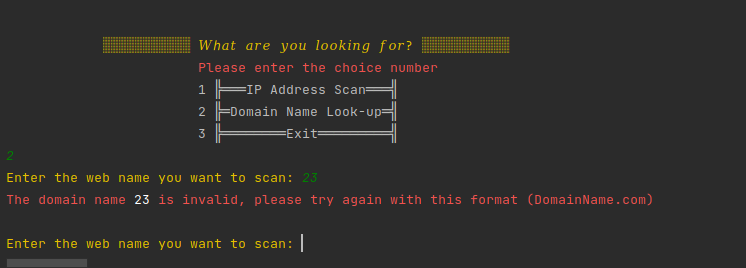 What are you looking for?
Please enter the choice number
1 ╠═══IP Address Scan═══╣
2 ╠═Domain Name Look-up═╣
3 ╠════════Exit═════════╣
2
Enter the web name you want to scan: 23
The domain name 23 is invalid, please try again with this format (DomainName.com)
Enter the web name you want to scan: